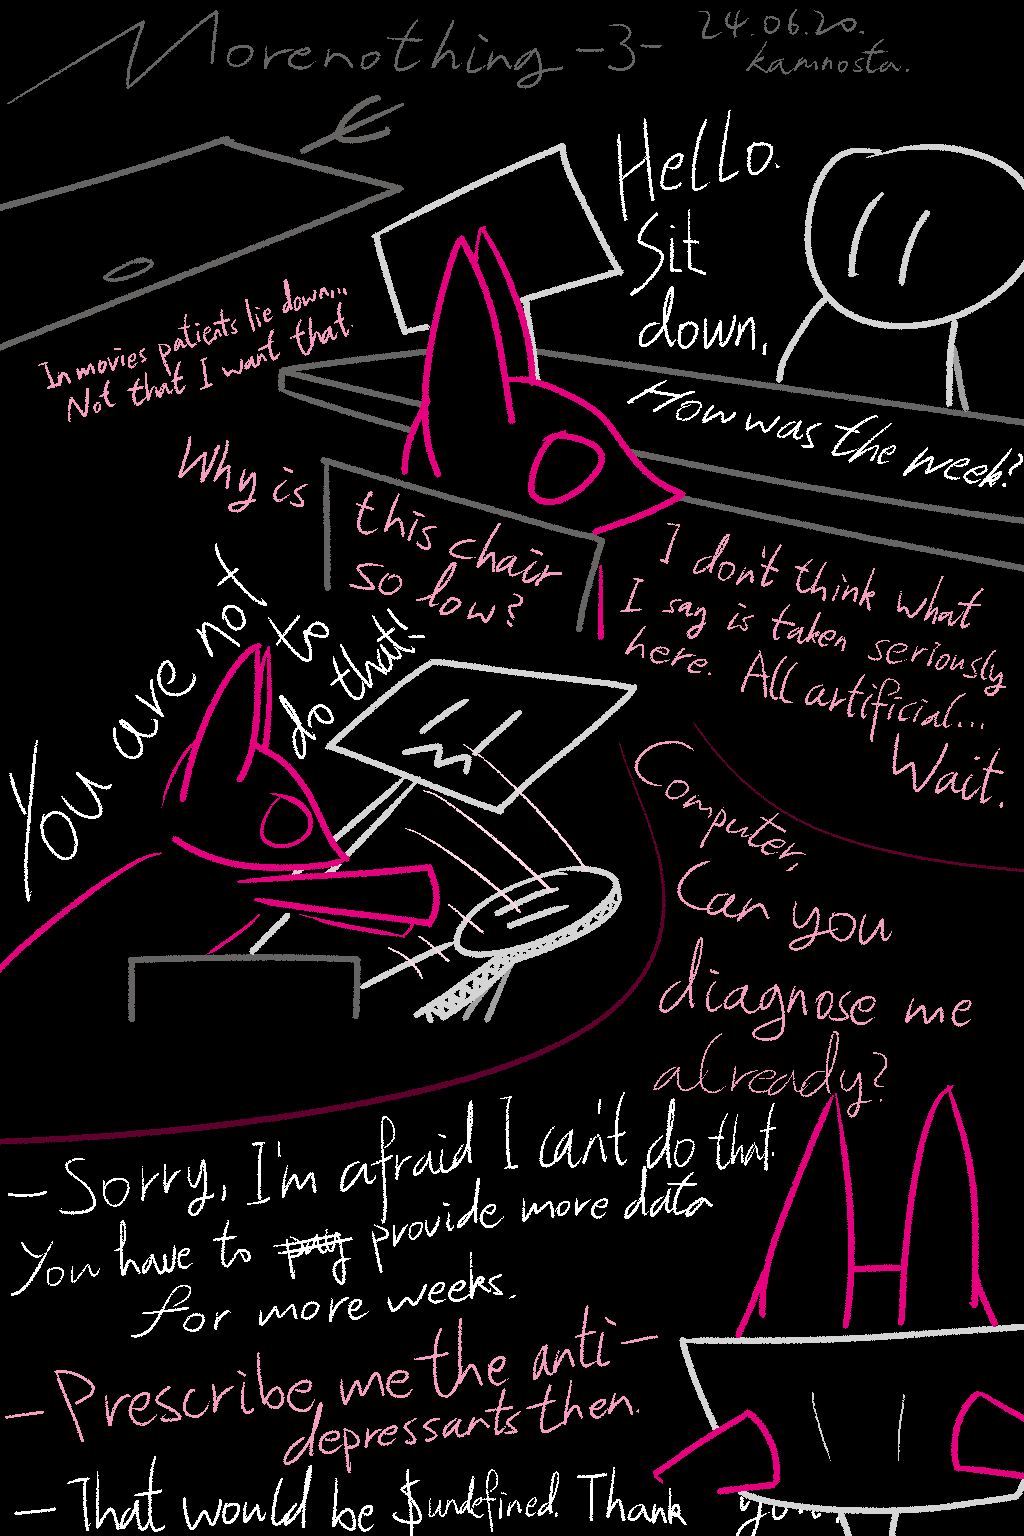 Morenothing -3-
24.06.20.
kamnosta.
Hello.
Sit
down.
In movies patients lie down...
Not that I want that.
How was the week?
Why is this chair
so low?
I don't think what
I say is taken seriously
here. All artificial...
Wait.
You are not
to
do that!
Computer,
Can you
diagnose me
already?
- Sorry, I'm afraid I can't do that.
You have to pay provide more data
for more weeks.
- Prescribe me the anti-
depressants then.
- That would be $undefined. Thank you.